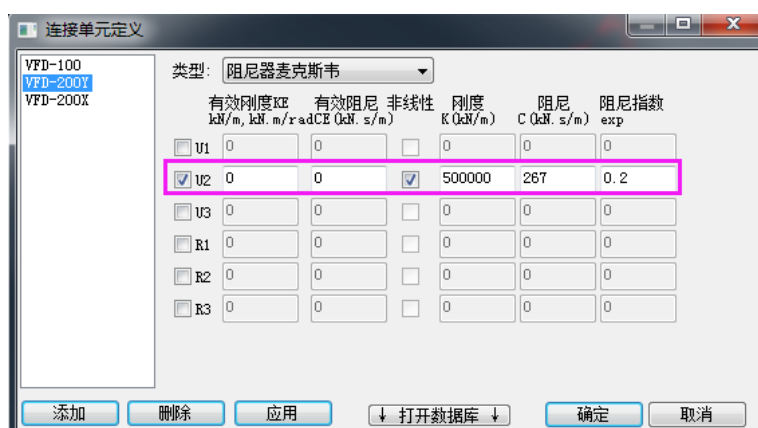 连接单元定义
VFD-100
VFD-200Y
VFD-200X
类型: 阻尼器麦克斯韦
有效刚度KE 有效阻尼 非线性 刚度 阻尼 阻尼指数
kN/m,kN.m/radCE(kN.s/m) K(kN/m) C(kN.s/m) exp
U1 0 0 0 0 0
U2 0 0 500000 267 0.2
U3 0 0 0 0 0
R1 0 0 0 0 0
R2 0 0 0 0 0
R3 0 0 0 0 0
添加 删除 应用 ↓ 打开数据库 ↓ 确定 取消